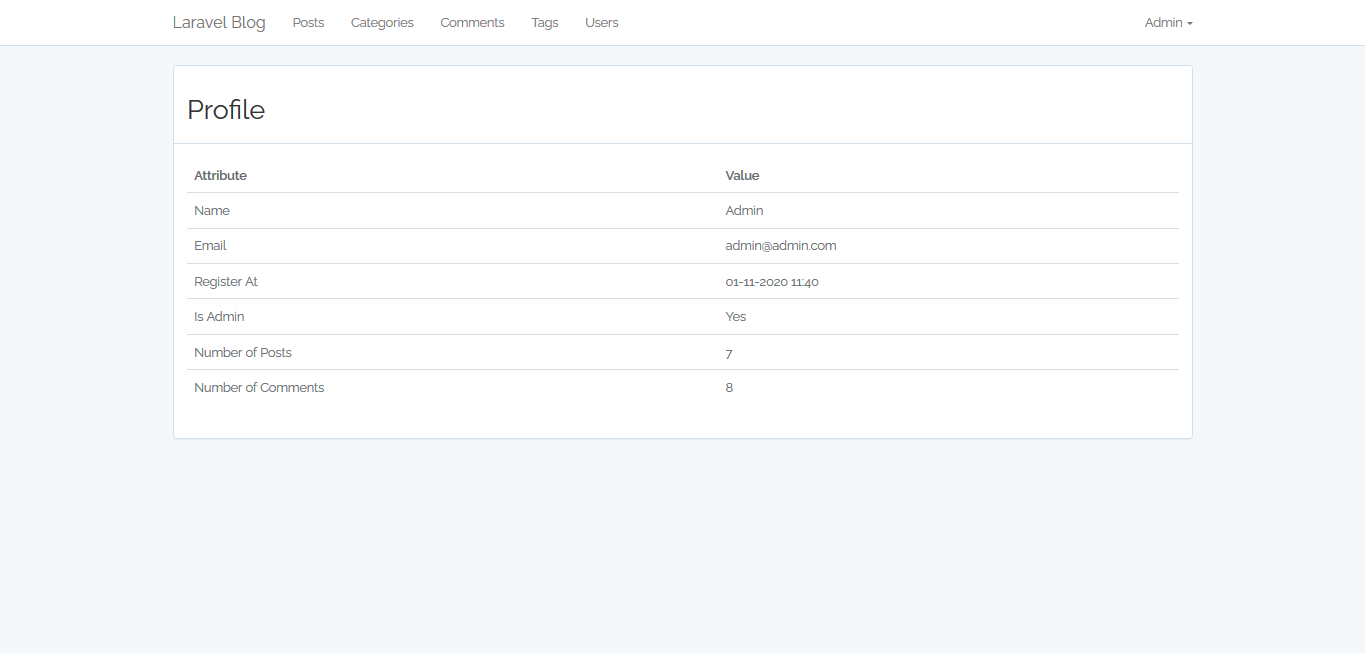 Laravel Blog Posts Categories Comments Tags Users Admin
Profile
Attribute Value
Name Admin
Email admin@admin.com
Register At 01-11-2020 11:40
Is Admin Yes
Number of Posts 7
Number of Comments 8